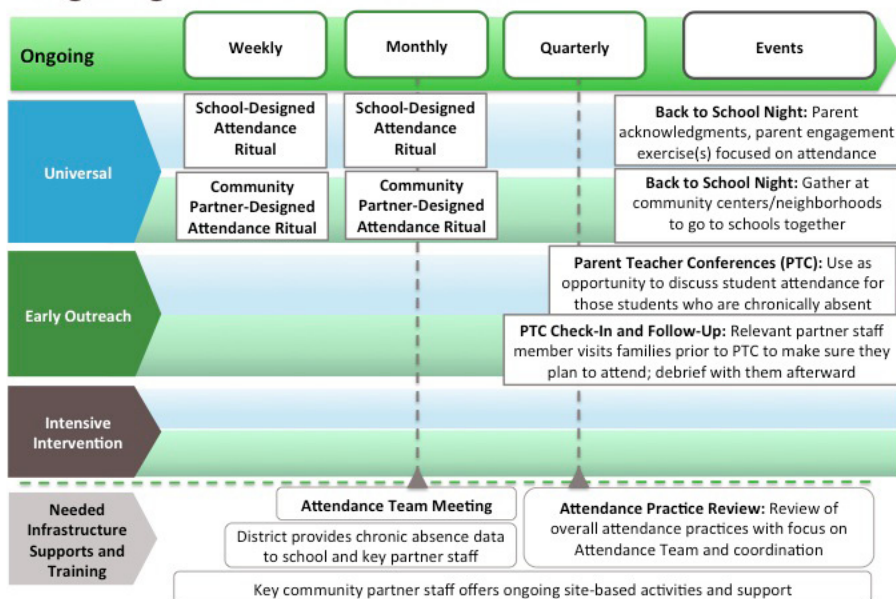 Ongoing
Weekly
Monthly
Quarterly
Events
Universal
School-Designed
Attendance
Ritual
School-Designed
Attendance
Ritual
Back to School Night: Parent
acknowledgments, parent engagement
exercise(s) focused on attendance
Community
Partner-Designed
Attendance Ritual
Community
Partner-Designed
Attendance Ritual
Back to School Night: Gather at
community centers/neighborhoods
to go to schools together
Early Outreach
Parent Teacher Conferences (PTC): Use as
opportunity to discuss student attendance for
those students who are chronically absent
PTC Check-In and Follow-Up: Relevant partner staff
member visits families prior to PTC to make sure they
plan to attend; debrief with them afterward
Intensive
Intervention
Needed
Infrastructure
Supports and
Training
Attendance Team Meeting
District provides chronic absence data
to school and key partner staff
Attendance Practice Review: Review of
overall attendance practices with focus on
Attendance Team and coordination
Key community partner staff offers ongoing site-based activities and support